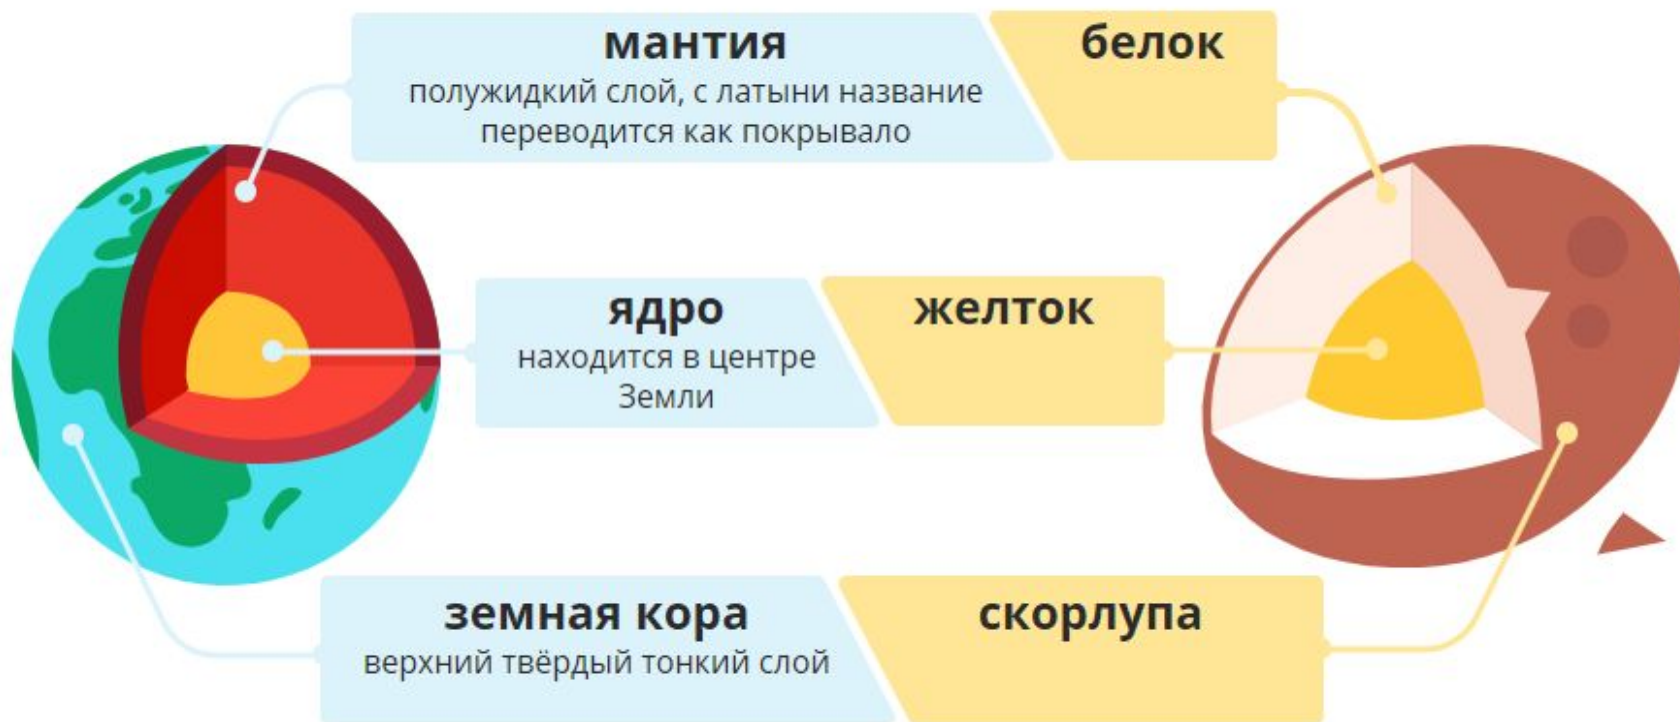 мантия
полужидкий слой, с латыни название
переводится как покрывало
белок
ядро
находится в центре
Земли
желток
земная кора
верхний твёрдый тонкий слой
скорлупа